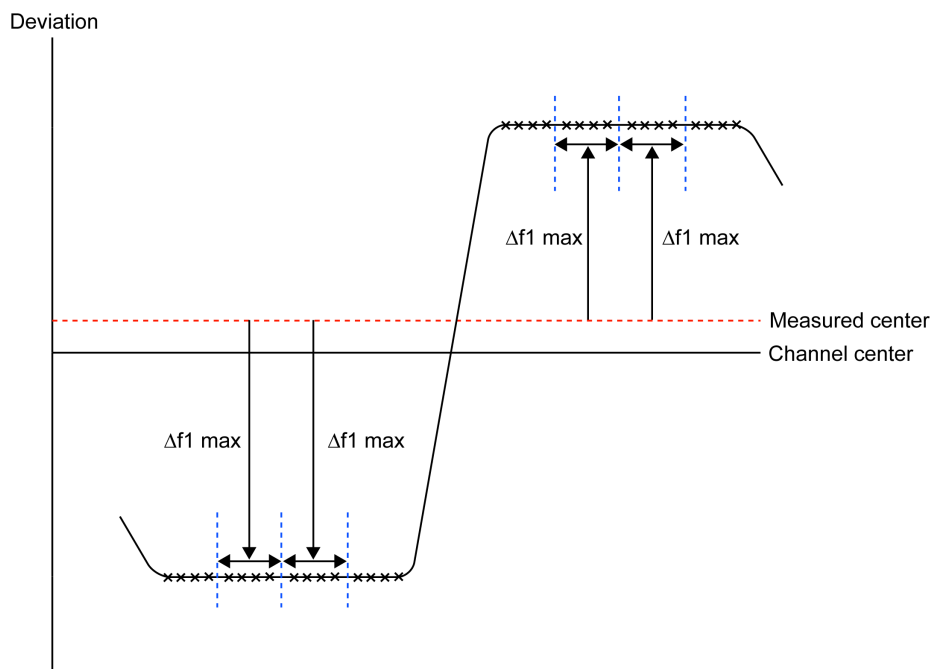 Deviation
Δf1 max
Δf1 max
Measured center
Channel center
Δf1 max
Δf1 max